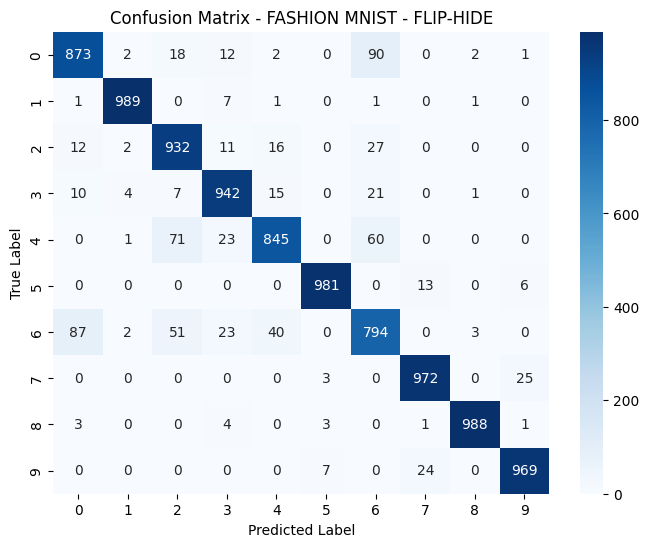 Confusion Matrix - FASHION MNIST - FLIP-HIDE
True Label
0 873 2 18 12 2 0 90 0 2 1
1 1 989 0 7 1 0 1 0 1 0
2 12 2 932 11 16 0 27 0 0 0
3 10 4 7 942 15 0 21 0 1 0
4 0 1 71 23 845 0 60 0 0 0
5 0 0 0 0 0 981 0 13 0 6
6 87 2 51 23 40 0 794 0 3 0
7 0 0 0 0 0 3 0 972 0 25
8 3 0 0 4 0 3 0 1 988 1
9 0 0 0 0 0 7 0 24 0 969
0 1 2 3 4 5 6 7 8 9
Predicted Label
800
600
400
200
0